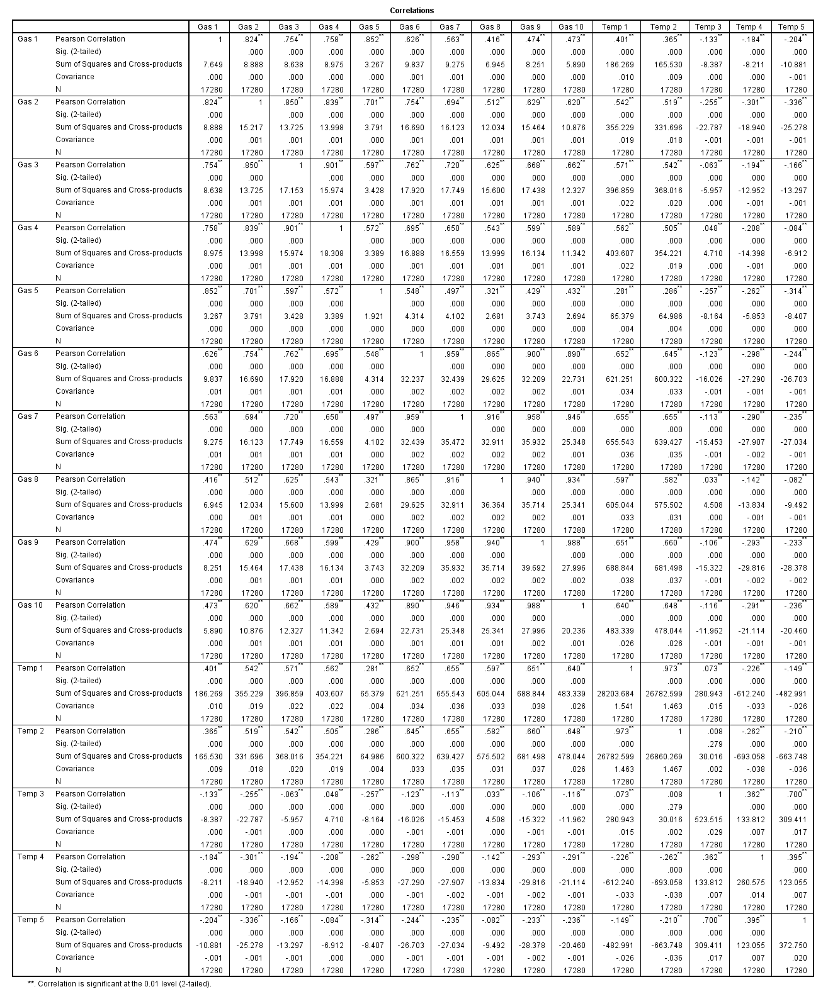 Correlations
Gas 1 Gas 2 Gas 3 Gas 4 Gas 5 Gas 6 Gas 7 Gas 8 Gas 9 Gas 10 Temp 1 Temp 2 Temp 3 Temp 4 Temp 5
Gas 1 Pearson Correlation 1 .824** .754** .758** .852** .626** .563** .416** .474** .473** .401** .365** -.133** -.184** -.204**
Sig. (2-tailed) .000 .000 .000 .000 .000 .000 .000 .000 .000 .000 .000 .000 .000 .000
Sum of Squares and Cross-products 7.649 8.888 8.638 8.975 3.267 9.837 9.275 6.945 8.251 5.890 186.269 165.530 -8.387 -8.211 -10.881
Covariance .000 .000 .000 .000 .000 .001 .001 .000 .000 .000 .010 .009 .000 .000 -.001
N 17280 17280 17280 17280 17280 17280 17280 17280 17280 17280 17280 17280 17280 17280 17280
Gas 2 Pearson Correlation .824** 1 .850** .839** .701** .754** .694** .512** .629** .620** .542** .519** -.255** -.301** -.336**
Sig. (2-tailed) .000 .000 .000 .000 .000 .000 .000 .000 .000 .000 .000 .000 .000 .000
Sum of Squares and Cross-products 8.888 15.217 13.725 13.998 3.791 16.690 16.123 12.034 15.464 10.876 355.229 331.696 -22.787 -18.940 -25.278
Covariance .000 .001 .001 .001 .000 .001 .001 .001 .001 .001 .019 .018 -.001 -.001 -.001
N 17280 17280 17280 17280 17280 17280 17280 17280 17280 17280 17280 17280 17280 17280 17280
Gas 3 Pearson Correlation .754** .850** 1 .901** .597** .762** .720** .625** .668** .662** .571** .542** -.063** -.194** -.166**
Sig. (2-tailed) .000 .000 .000 .000 .000 .000 .000 .000 .000 .000 .000 .000 .000 .000
Sum of Squares and Cross-products 8.638 13.725 17.153 15.974 3.428 17.920 17.749 15.600 17.438 12.327 396.859 368.016 -5.957 -12.952 -13.297
Covariance .000 .001 .001 .001 .000 .001 .001 .001 .001 .001 .022 .020 .000 -.001 -.001
N 17280 17280 17280 17280 17280 17280 17280 17280 17280 17280 17280 17280 17280 17280 17280
Gas 4 Pearson Correlation .758** .839** .901** 1 .572** .695** .650** .543** .599** .589** .562** .505** .048** -.208** -.084**
Sig. (2-tailed) .000 .000 .000 .000 .000 .000 .000 .000 .000 .000 .000 .000 .000 .000
Sum of Squares and Cross-products 8.975 13.998 15.974 18.308 3.389 16.888 16.559 13.999 16.134 11.342 403.607 354.221 4.710 -14.398 -6.912
Covariance .000 .001 .001 .001 .000 .001 .001 .001 .001 .001 .022 .019 .000 -.001 .000
N 17280 17280 17280 17280 17280 17280 17280 17280 17280 17280 17280 17280 17280 17280 17280
Gas 5 Pearson Correlation .852** .701** .597** .572** 1 .548** .497** .321** .429** .432** .281** .286** -.257** -.262** -.314**
Sig. (2-tailed) .000 .000 .000 .000 .000 .000 .000 .000 .000 .000 .000 .000 .000 .000
Sum of Squares and Cross-products 3.267 3.791 3.428 3.389 1.921 4.314 4.102 2.681 3.743 2.694 65.379 64.986 -8.164 -5.853 -8.407
Covariance .000 .000 .000 .000 .000 .000 .000 .000 .000 .000 .004 .004 .000 .000 .000
N 17280 17280 17280 17280 17280 17280 17280 17280 17280 17280 17280 17280 17280 17280 17280
Gas 6 Pearson Correlation .626** .754** .762** .695** .548** 1 .959** .865** .900** .890** .652** .645** -.123** -.298** -.244**
Sig. (2-tailed) .000 .000 .000 .000 .000 .000 .000 .000 .000 .000 .000 .000 .000 .000
Sum of Squares and Cross-products 9.837 16.690 17.920 16.888 4.314 32.237 32.439 29.625 32.209 22.731 621.251 600.322 -16.026 -27.290 -26.703
Covariance .001 .001 .001 .001 .000 .002 .002 .002 .002 .001 .034 .033 -.001 -.001 -.001
N 17280 17280 17280 17280 17280 17280 17280 17280 17280 17280 17280 17280 17280 17280 17280
Gas 7 Pearson Correlation .563** .694** .720** .650** .497** .959** 1 .916** .958** .946** .655** .655** -.113** -.290** -.235**
Sig. (2-tailed) .000 .000 .000 .000 .000 .000 .000 .000 .000 .000 .000 .000 .000 .000
Sum of Squares and Cross-products 9.275 16.123 17.749 16.559 4.102 32.439 35.472 32.911 35.932 25.348 655.543 639.427 -15.453 -27.907 -27.034
Covariance .001 .001 .001 .001 .000 .002 .002 .002 .002 .001 .036 .035 -.001 -.002 -.001
N 17280 17280 17280 17280 17280 17280 17280 17280 17280 17280 17280 17280 17280 17280 17280
Gas 8 Pearson Correlation .416** .512** .625** .543** .321** .865** .916** 1 .940** .934** .597** .582** .033** -.142** -.082**
Sig. (2-tailed) .000 .000 .000 .000 .000 .000 .000 .000 .000 .000 .000 .000 .000 .000
Sum of Squares and Cross-products 6.945 12.034 15.600 13.999 2.681 29.625 32.911 36.364 35.714 25.341 605.044 575.502 4.508 -13.834 -9.492
Covariance .000 .001 .001 .001 .000 .002 .002 .002 .002 .001 .033 .031 .000 -.001 -.001
N 17280 17280 17280 17280 17280 17280 17280 17280 17280 17280 17280 17280 17280 17280 17280
Gas 9 Pearson Correlation .474** .629** .668** .599** .429** .900** .958** .940** 1 .988** .651** .660** -.106** -.293** -.233**
Sig. (2-tailed) .000 .000 .000 .000 .000 .000 .000 .000 .000 .000 .000 .000 .000 .000
Sum of Squares and Cross-products 8.251 15.464 17.438 16.134 3.743 32.209 35.932 35.714 39.692 27.996 688.844 681.498 -15.322 -29.816 -28.378
Covariance .000 .001 .001 .001 .000 .002 .002 .002 .002 .002 .038 .037 -.001 -.002 -.002
N 17280 17280 17280 17280 17280 17280 17280 17280 17280 17280 17280 17280 17280 17280 17280
Gas 10 Pearson Correlation .473** .620** .662** .589** .432** .890** .946** .934** .988** 1 .640** .648** -.116** -.291** -.236**
Sig. (2-tailed) .000 .000 .000 .000 .000 .000 .000 .000 .000 .000 .000 .000 .000 .000
Sum of Squares and Cross-products 5.890 10.876 12.327 11.342 2.694 22.731 25.348 25.341 27.996 20.236 483.339 478.044 -11.962 -21.114 -20.460
Covariance .000 .001 .001 .001 .000 .001 .001 .001 .002 .001 .026 .026 -.001 -.001 -.001
N 17280 17280 17280 17280 17280 17280 17280 17280 17280 17280 17280 17280 17280 17280 17280
Temp 1 Pearson Correlation .401** .542** .571** .562** .281** .652** .655** .597** .651** .640** 1 .973** .073** -.226** -.149**
Sig. (2-tailed) .000 .000 .000 .000 .000 .000 .000 .000 .000 .000 .000 .000 .000 .000
Sum of Squares and Cross-products 186.269 355.229 396.859 403.607 65.379 621.251 655.543 605.044 688.844 483.339 28203.684 26782.599 280.943 -612.240 -482.991
Covariance .010 .019 .022 .022 .004 .034 .036 .033 .038 .026 1.541 1.463 .015 -.033 -.026
N 17280 17280 17280 17280 17280 17280 17280 17280 17280 17280 17280 17280 17280 17280 17280
Temp 2 Pearson Correlation .365** .519** .542** .505** .286** .645** .655** .582** .660** .648** .973** 1 .008 -.262** -.210**
Sig. (2-tailed) .000 .000 .000 .000 .000 .000 .000 .000 .000 .000 .000 .279 .000 .000
Sum of Squares and Cross-products 165.530 331.696 368.016 354.221 64.986 600.322 639.427 575.502 681.498 478.044 26782.599 26860.269 30.016 -693.058 -663.748
Covariance .009 .018 .020 .019 .004 .033 .035 .031 .037 .026 1.463 1.467 .002 -.038 -.036
N 17280 17280 17280 17280 17280 17280 17280 17280 17280 17280 17280 17280 17280 17280 17280
Temp 3 Pearson Correlation -.133** -.255** -.063** .048** -.257** -.123** -.113** .033** -.106** -.116** .073** .008 1 .362** .700**
Sig. (2-tailed) .000 .000 .000 .000 .000 .000 .000 .000 .000 .000 .000 .279 .000 .000
Sum of Squares and Cross-products -8.387 -22.787 -5.957 4.710 -8.164 -16.026 -15.453 4.508 -15.322 -11.962 280.943 30.016 523.515 133.812 309.411
Covariance .000 -.001 .000 .000 .000 -.001 -.001 .000 -.001 -.001 .015 .002 .029 .007 .017
N 17280 17280 17280 17280 17280 17280 17280 17280 17280 17280 17280 17280 17280 17280 17280
Temp 4 Pearson Correlation -.184** -.301** -.194** -.208** -.262** -.298** -.290** -.142** -.293** -.291** -.226** -.262** .362** 1 .395**
Sig. (2-tailed) .000 .000 .000 .000 .000 .000 .000 .000 .000 .000 .000 .000 .000 .000
Sum of Squares and Cross-products -8.211 -18.940 -12.952 -14.398 -5.853 -27.290 -27.907 -13.834 -29.816 -21.114 -612.240 -693.058 133.812 260.575 123.055
Covariance .000 -.001 -.001 -.001 .000 -.001 -.002 -.001 -.002 -.001 -.033 -.038 .007 .014 .007
N 17280 17280 17280 17280 17280 17280 17280 17280 17280 17280 17280 17280 17280 17280 17280
Temp 5 Pearson Correlation -.204** -.336** -.166** -.084** -.314** -.244** -.235** -.082** -.233** -.236** -.149** -.210** .700** .395** 1
Sig. (2-tailed) .000 .000 .000 .000 .000 .000 .000 .000 .000 .000 .000 .000 .000 .000
Sum of Squares and Cross-products -10.881 -25.278 -13.297 -6.912 -8.407 -26.703 -27.034 -9.492 -28.378 -20.460 -482.991 -663.748 309.411 123.055 372.750
Covariance -.001 -.001 -.001 .000 .000 -.001 -.001 -.001 -.002 -.001 -.026 -.036 .017 .007 .020
N 17280 17280 17280 17280 17280 17280 17280 17280 17280 17280 17280 17280 17280 17280 17280
**. Correlation is significant at the 0.01 level (2-tailed).